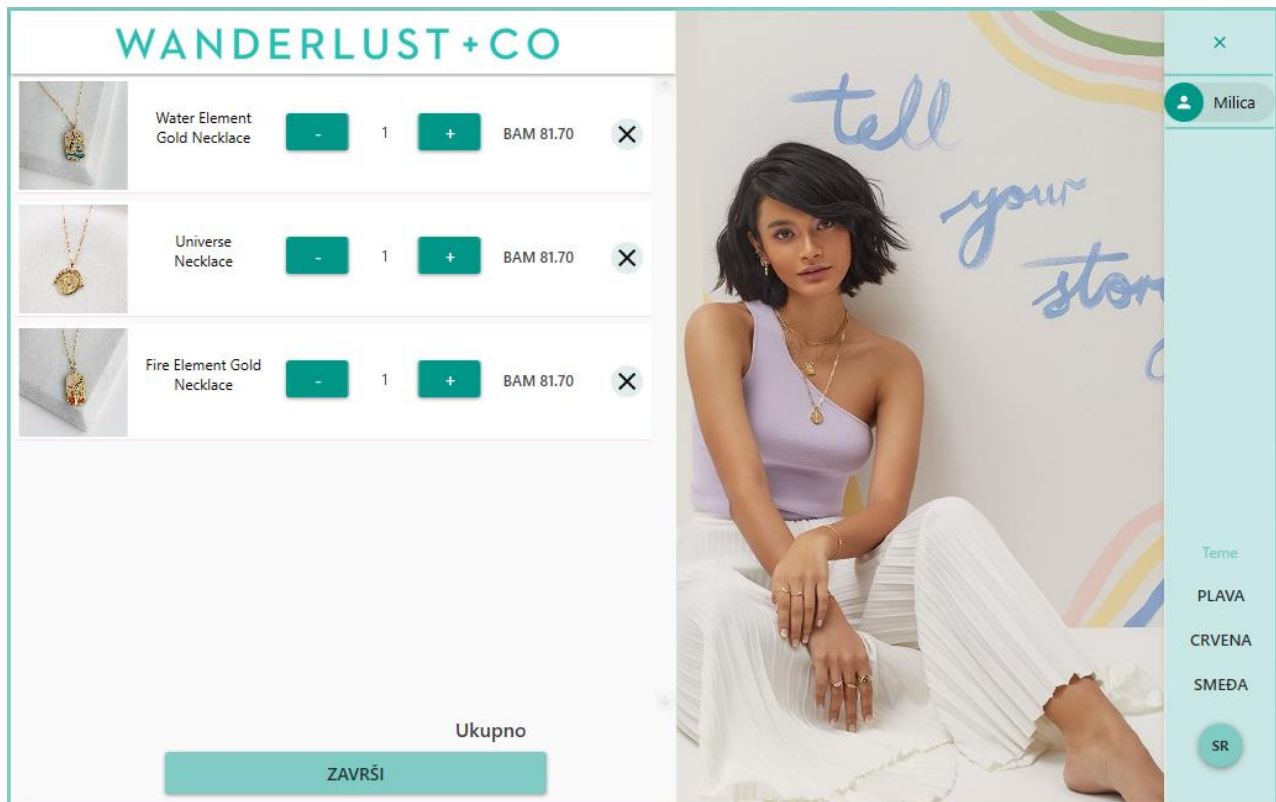 WANDERLUST + CO
Water Element
Gold Necklace
-
1
+
BAM 81.70
Universe
Necklace
-
1
+
BAM 81.70
Fire Element Gold
Necklace
-
1
+
BAM 81.70
Ukupno
ZAVRŠI
tell
your
×
Milica
Teme
PLAVA
CRVENA
SMEĐA
SR